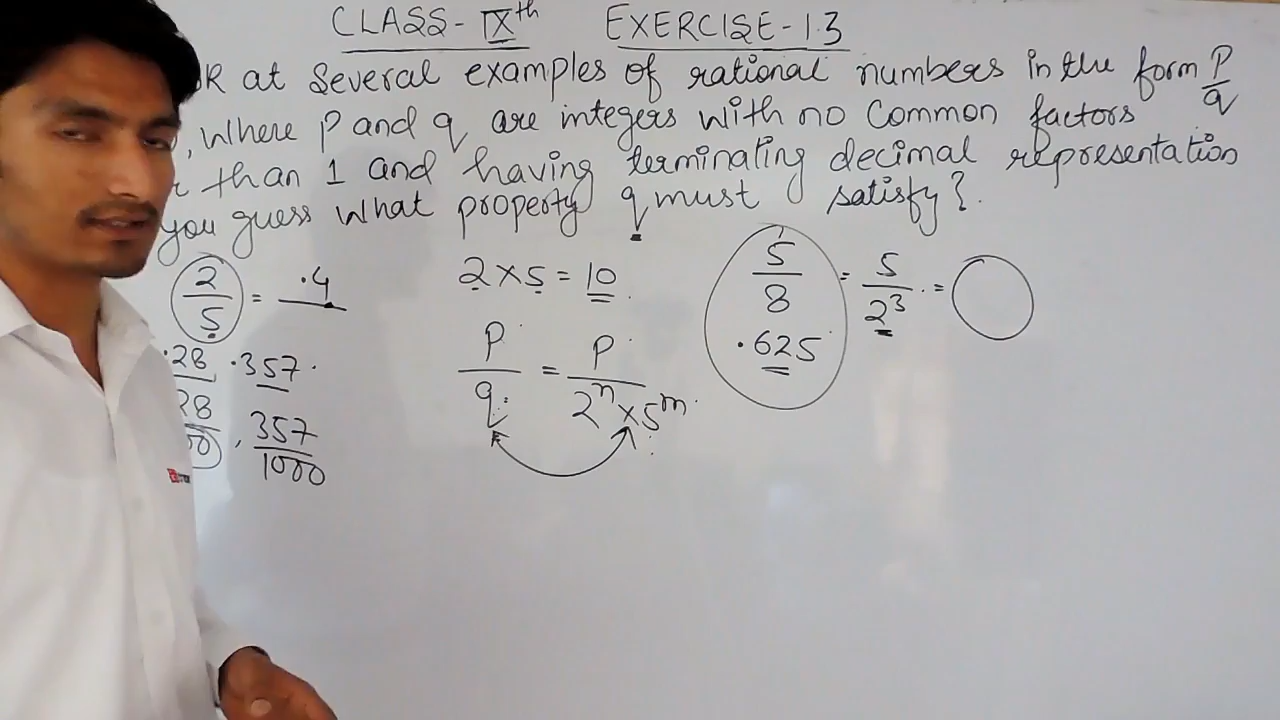 CLASS- IXth EXERCISE-1.3
at Several examples of rational numbers in the form P/q
, Where P and q are integers with no Common factors
than 1 and having terminating decimal representation
you guess What property q must satisfy?.
2/5 = .4
2×5=10
5/8 = 5/2³ =
.625
P/q = P/2ⁿ×5ᵐ
.28 .357
28 , 357/1000